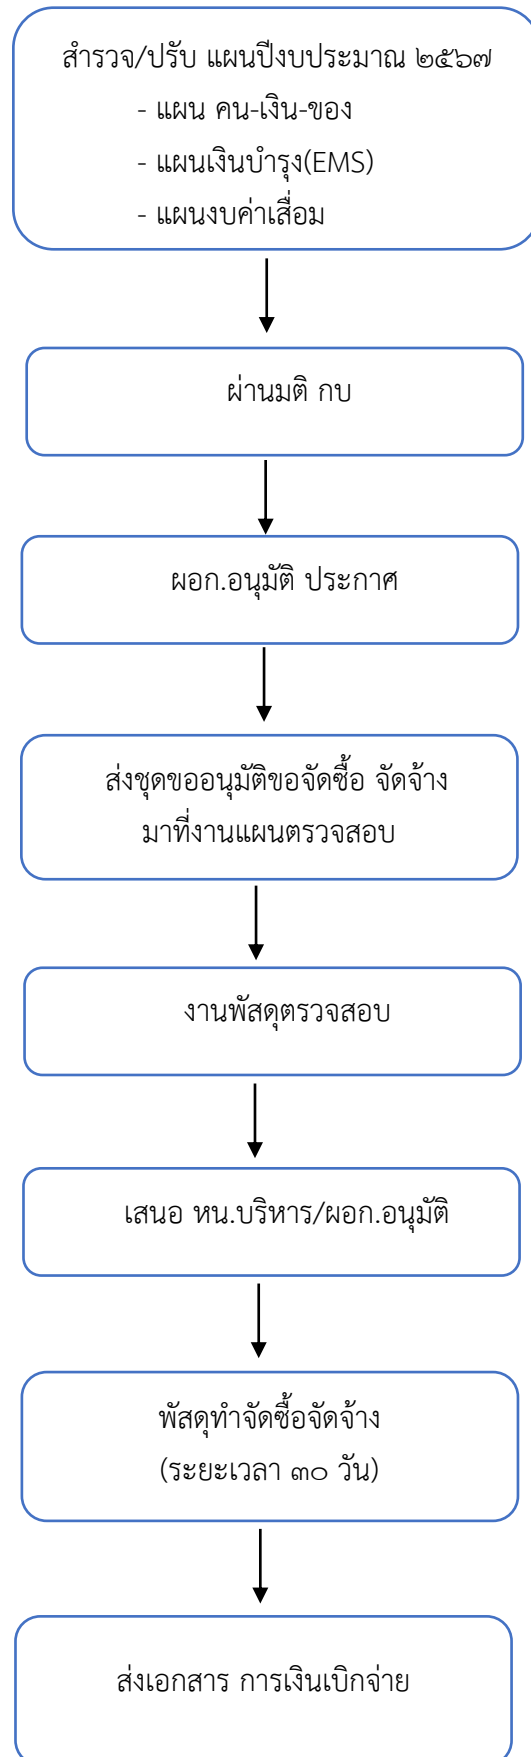 สำรวจ/ปรับ แผนปีงบประมาณ ๒๕๖๗
- แผน คน-เงิน-ของ
- แผนเงินบำรุง(EMS)
- แผนงบค่าเสื่อม
ผ่านมติ กบ
ผอก.อนุมัติ ประกาศ
ส่งชุดขออนุมัติขอจัดซื้อ จัดจ้าง
มาที่งานแผนตรวจสอบ
งานพัสดุตรวจสอบ
เสนอ หน.บริหาร/ผอก.อนุมัติ
พัสดุทำจัดซื้อจัดจ้าง
(ระยะเวลา ๓๐ วัน)
ส่งเอกสาร การเงินเบิกจ่าย